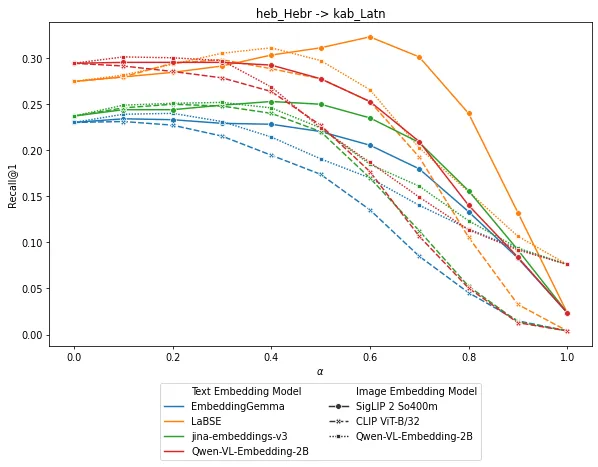 heb_Hebr -> kab_Latn
Recall@1
0.30
0.25
0.20
0.15
0.10
0.05
0.00
0.0 0.2 0.4 0.6 0.8 1.0
α
Text Embedding Model
EmbeddingGemma
LaBSE
jina-embeddings-v3
Qwen-VL-Embedding-2B
Image Embedding Model
SigLIP 2 So400m
CLIP ViT-B/32
Qwen-VL-Embedding-2B